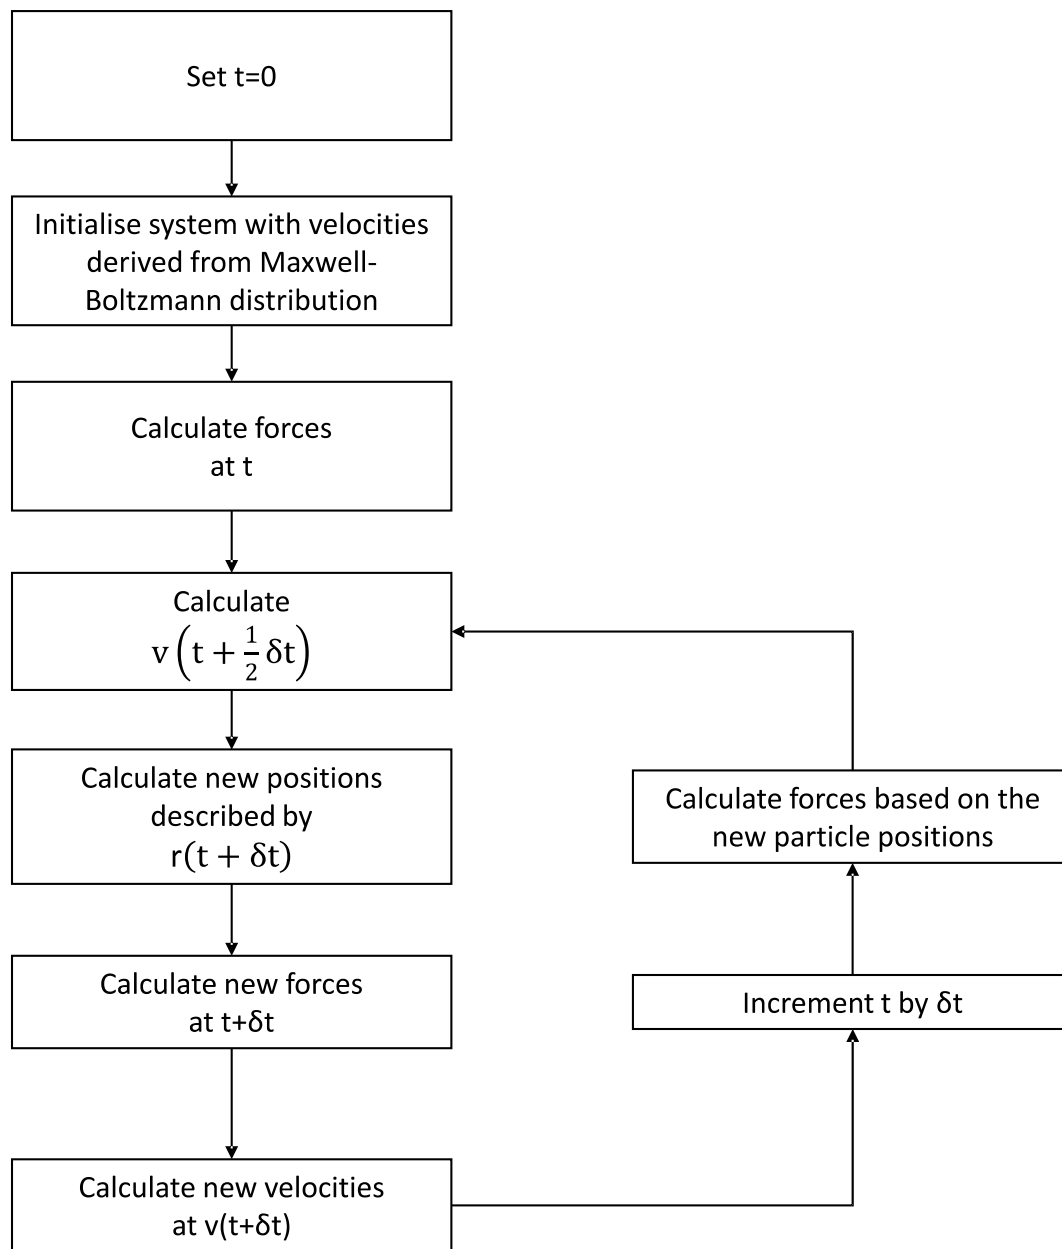 Set t=0
Initialise system with velocities
derived from Maxwell-
Boltzmann distribution
Calculate forces
at t
Calculate
v(t + 1/2 δt)
Calculate new positions
described by
r(t + δt)
Calculate new forces
at t+δt
Calculate new velocities
at v(t+δt)
Increment t by δt
Calculate forces based on the
new particle positions